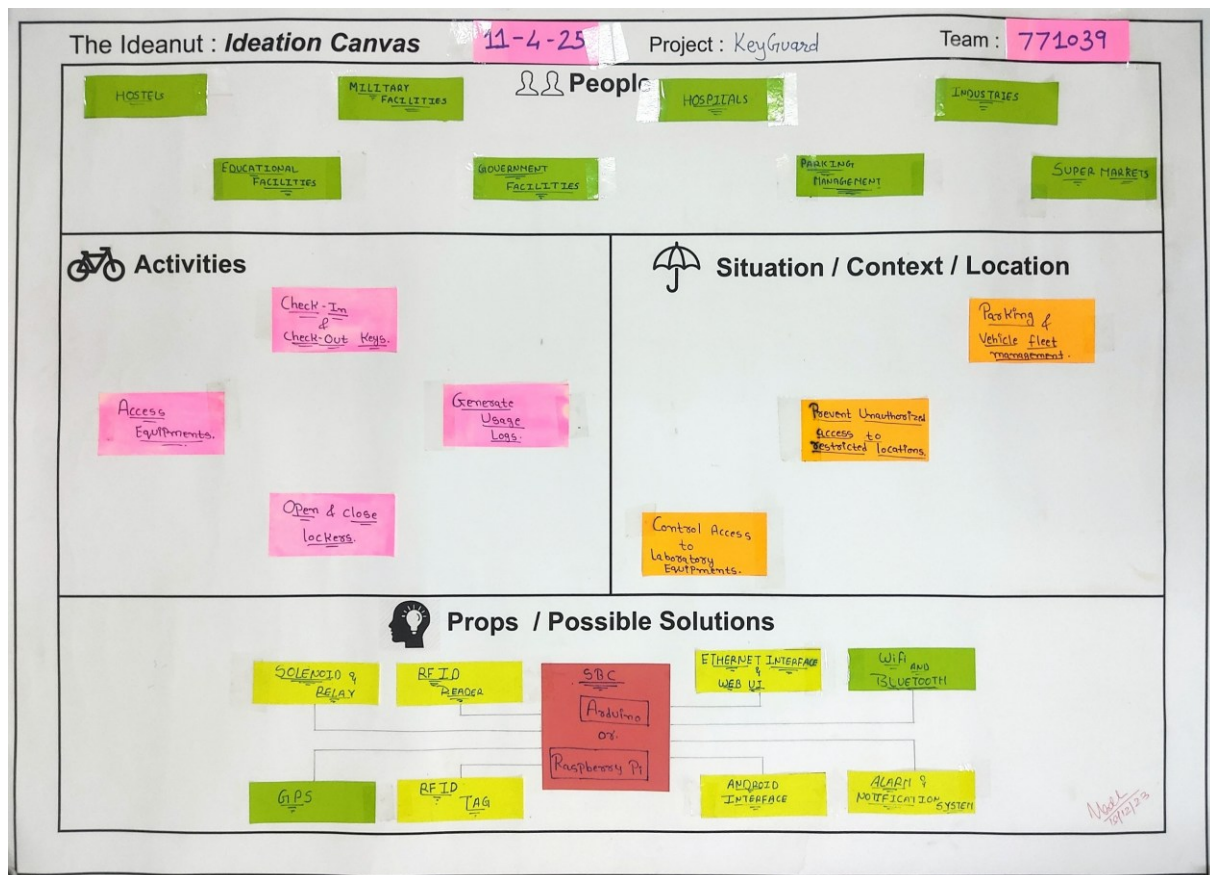 The Ideanut : Ideation Canvas 11-4-25 Project : KeyGuard Team : 771039
People
HOSTELS
MILITARY
FACILITIES
HOSPITALS
INDUSTRIES
EDUCATIONAL
FACILITIES
GOVERNMENT
FACILITIES
PARKING
MANAGEMENT
SUPER MARKETS
Activities
Check-In
&
Check-Out Keys.
Access
Equipments.
Generate
Usage
Logs.
Open & close
lockers.
Situation / Context / Location
Parking &
Vehicle fleet
management.
Prevent Unauthorized
access to
restricted locations.
Control Access
to
Laboratory
Equipments.
Props / Possible Solutions
SOLENOID &
RELAY
RFID
READER
SBC
Arduino
or.
Raspberry Pi
ETHERNET INTERFACE
&
WEB UI
WiFi
AND
BLUETOOTH
GPS
RFID
TAG
ANDROID
INTERFACE
ALARM &
NOTIFICATION
SYSTEM